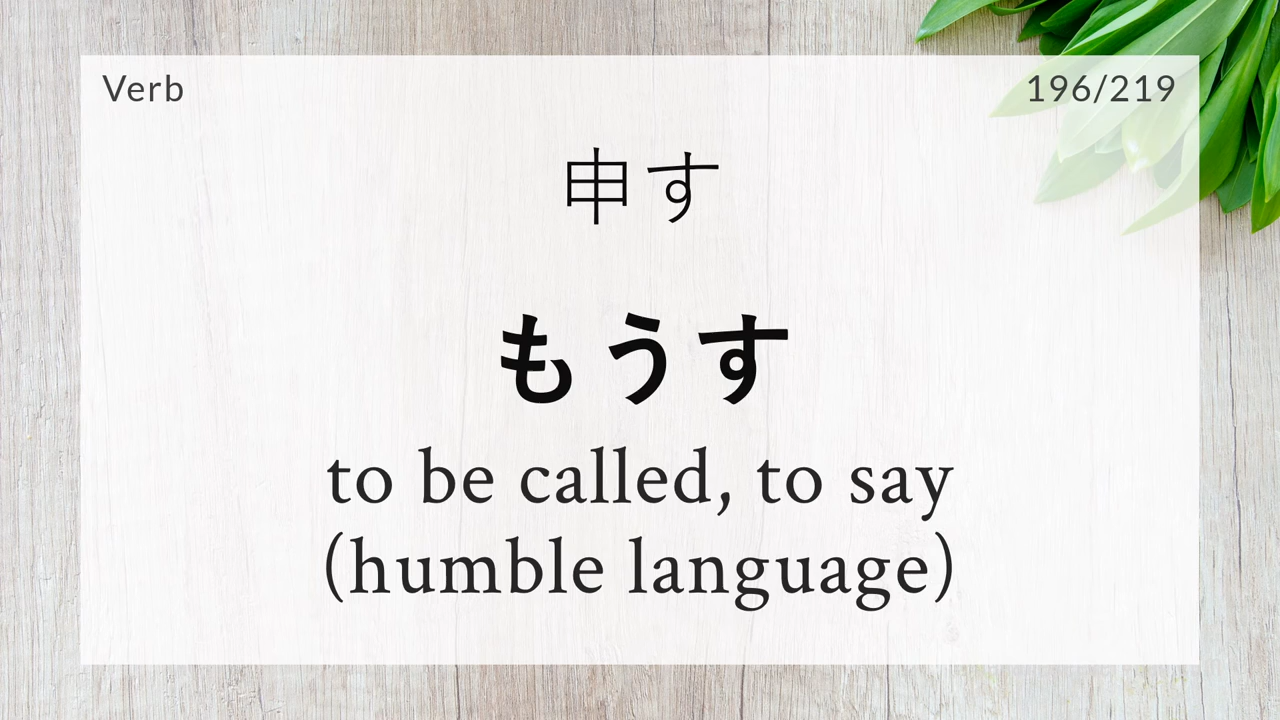 Verb
196/219
申す
もうす
to be called, to say
(humble language)